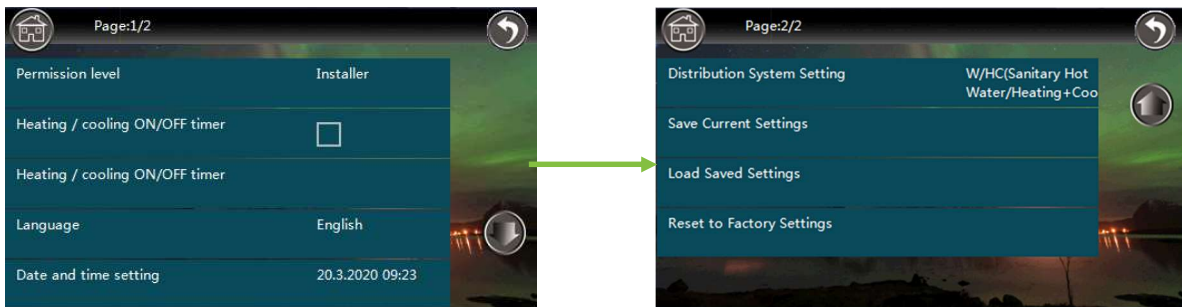 Page:1/2
Permission level Installer
Heating / cooling ON/OFF timer
Heating / cooling ON/OFF timer
Language English
Date and time setting 20.3.2020 09:23
Page:2/2
Distribution System Setting W/HC(Sanitary Hot
Water/Heating+Coo
Save Current Settings
Load Saved Settings
Reset to Factory Settings